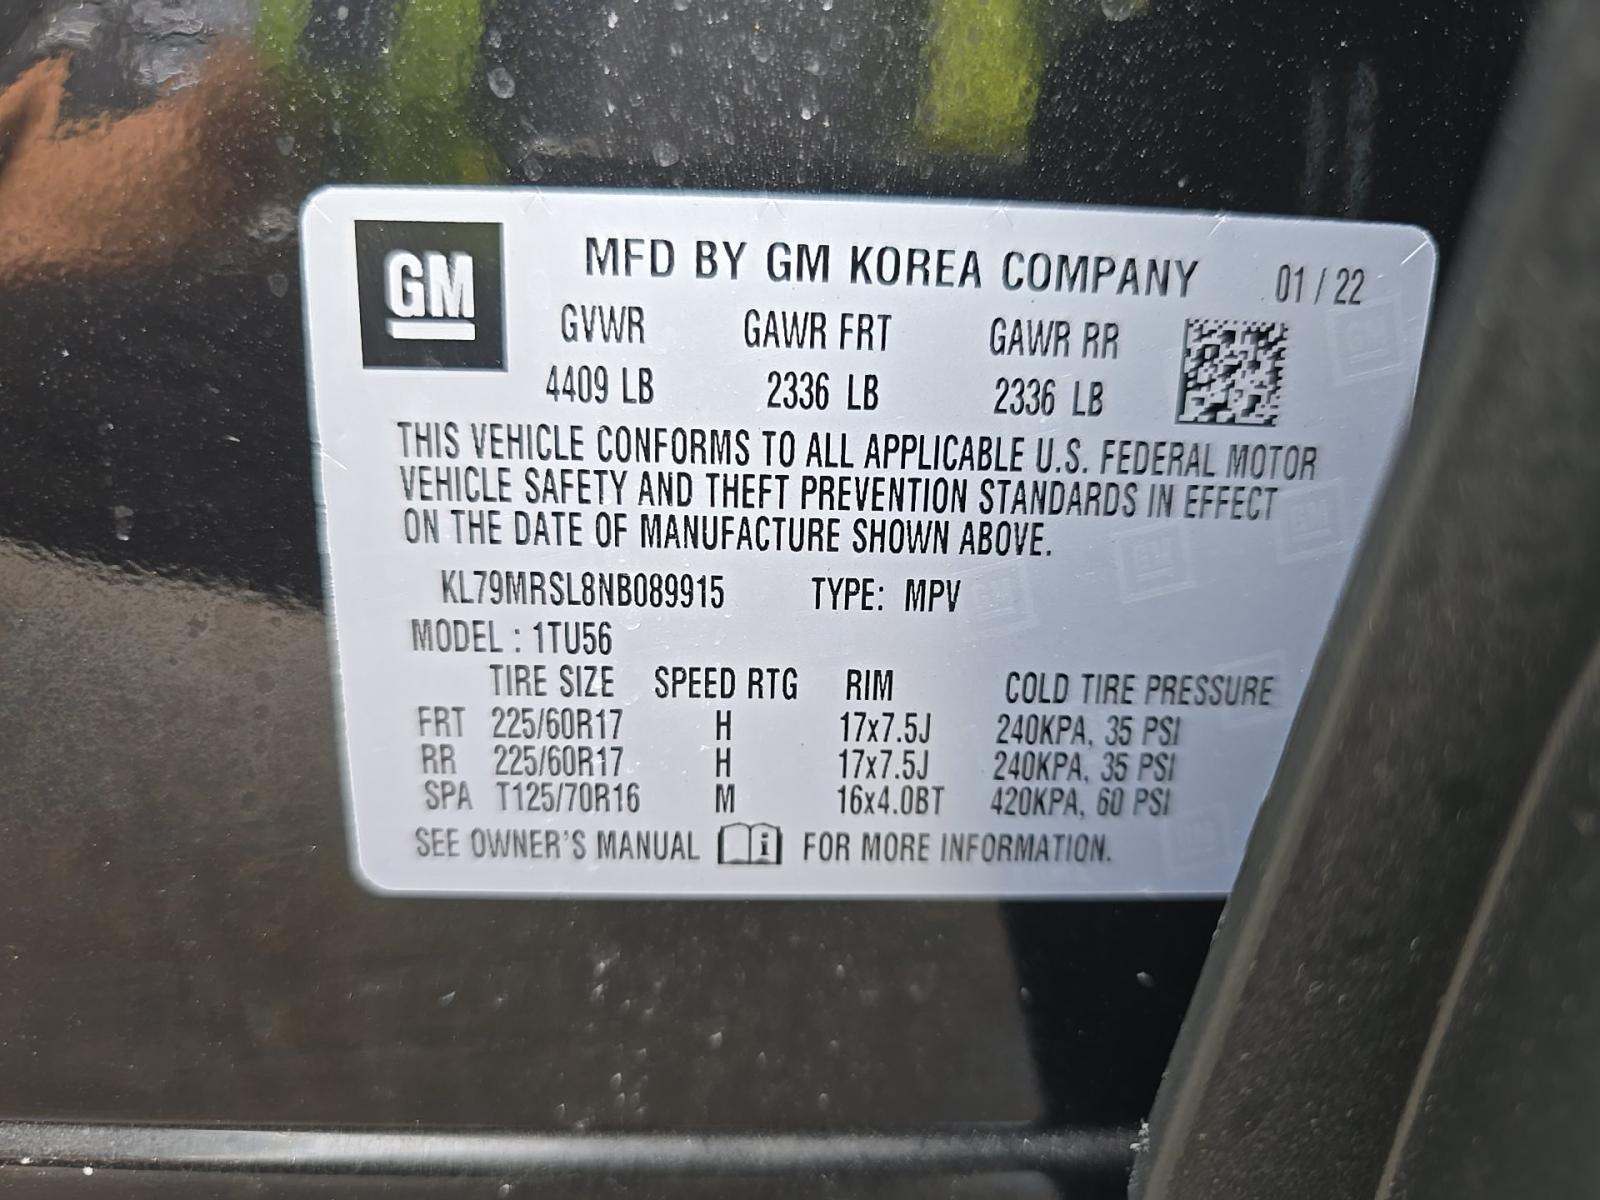 GM
MFD BY GM KOREA COMPANY 01 / 22
GVWR GAWR FRT GAWR RR
4409 LB 2336 LB 2336 LB
THIS VEHICLE CONFORMS TO ALL APPLICABLE U.S. FEDERAL MOTOR
VEHICLE SAFETY AND THEFT PREVENTION STANDARDS IN EFFECT
ON THE DATE OF MANUFACTURE SHOWN ABOVE.
KL79MRSL8NB089915 TYPE: MPV
MODEL : 1TU56
TIRE SIZE SPEED RTG RIM COLD TIRE PRESSURE
FRT 225/60R17 H 17x7.5J 240KPA, 35 PSI
RR 225/60R17 H 17x7.5J 240KPA, 35 PSI
SPA T125/70R16 M 16x4.0BT 420KPA, 60 PSI
SEE OWNER'S MANUAL i FOR MORE INFORMATION.